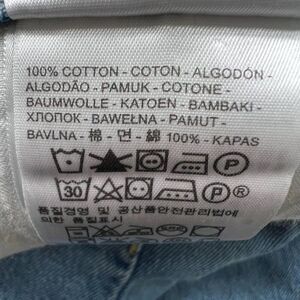 100% COTTON - COTON - ALGODÓN -
ALGODÃO - PAMUK - COTONE -
BAUMWOLLE - KATOEN - BAMBAKI -
ХЛОПОК - BAWEŁNA - PAMUT -
BAVLNA - 棉 - 면 - 綿 100% - KAPAS
P
30 P
품질경영 및 공산품안전관리법에
의한 품질표시